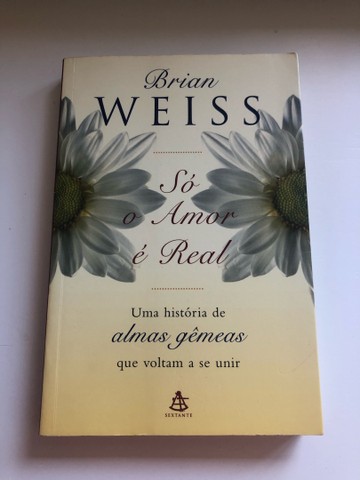 Brian
WEISS
Só
o Amor
é Real
Uma história de
almas gêmeas
que voltam a se unir
SEXTANTE